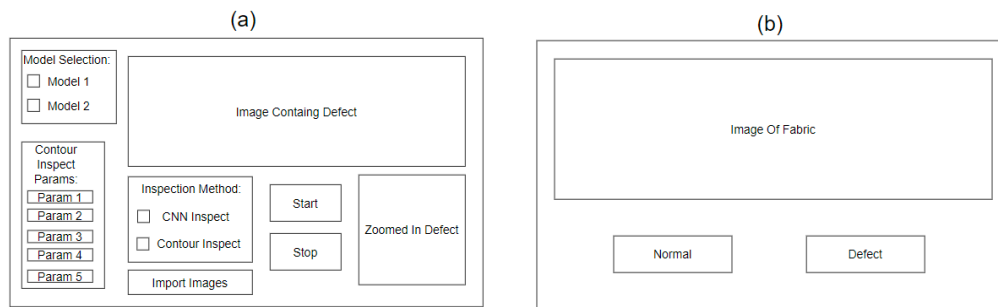 (a)
Model Selection:
Model 1
Model 2
Image Containg Defect
Contour
Inspect
Params:
Param 1
Param 2
Param 3
Param 4
Param 5
Inspection Method:
CNN Inspect
Contour Inspect
Import Images
Start
Stop
Zoomed In Defect
(b)
Image Of Fabric
Normal
Defect